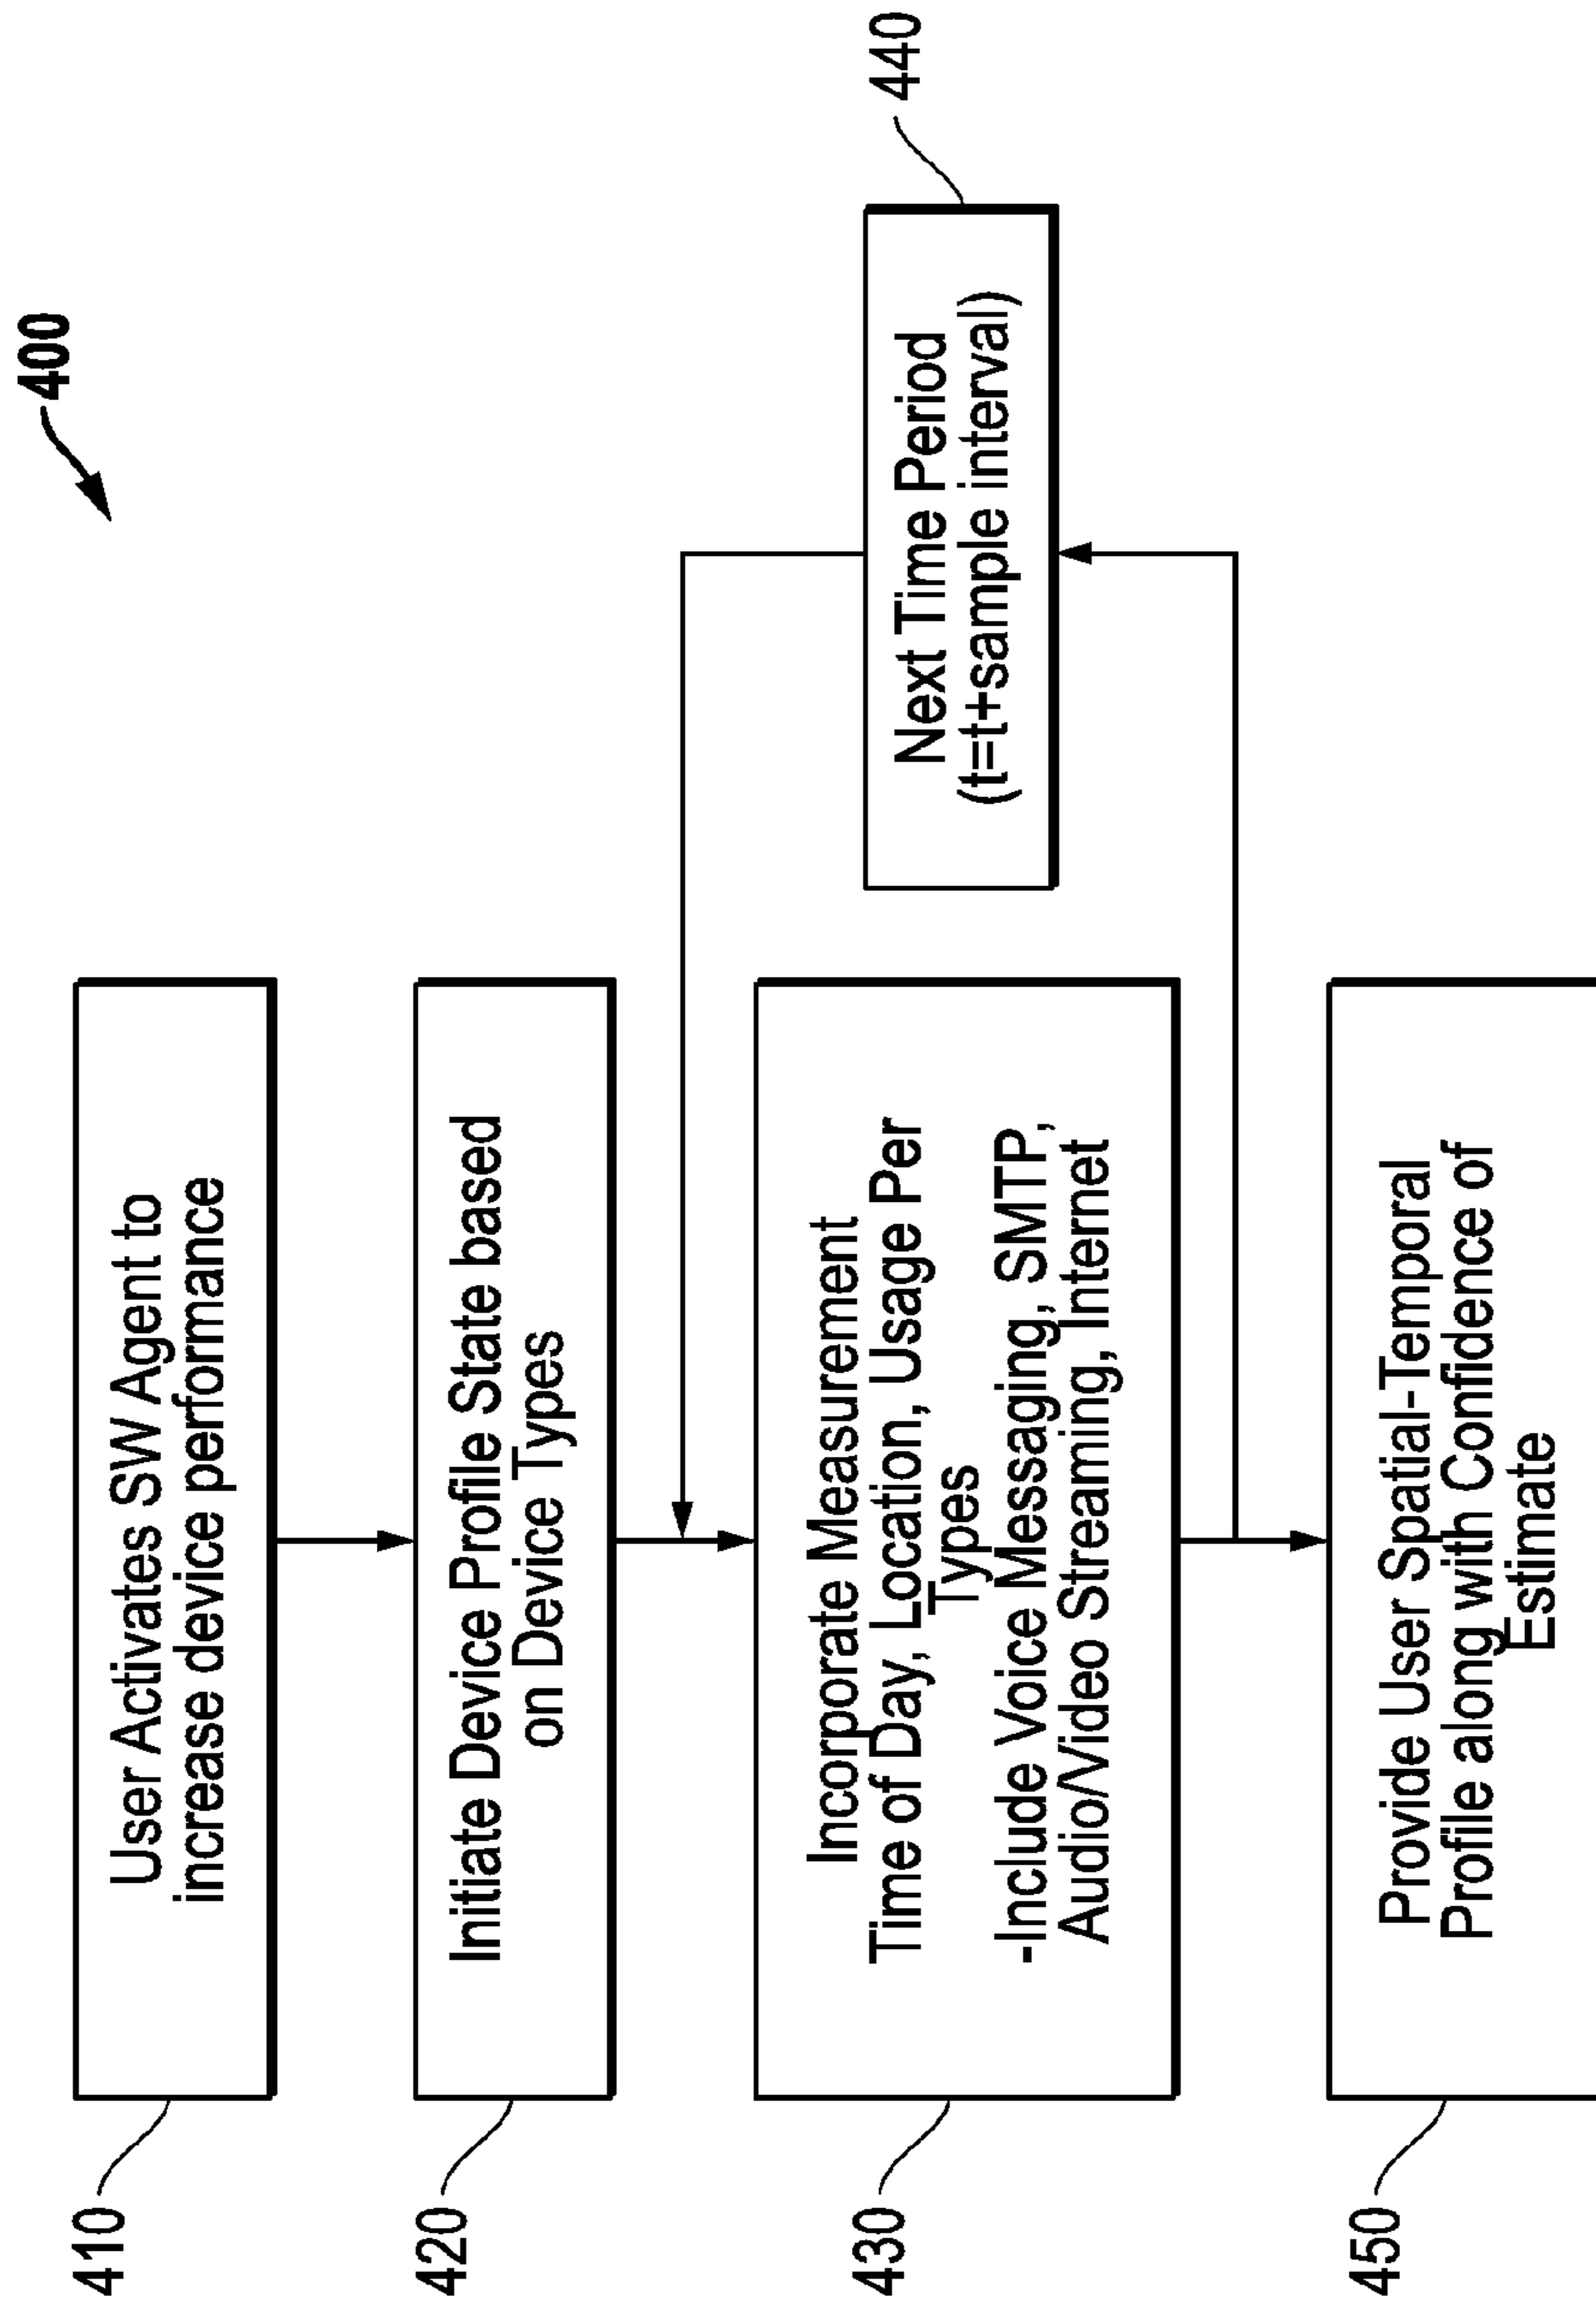 400
410
User Activates SW Agent to
increase device performance
420
Initiate Device Profile State based
on Device Types
430
Incorporate Measurement
Time of Day, Location, Usage Per
Types
-Include Voice Messaging, SMTP,
Audio/Video Streaming, Internet
440
Next Time Period
(t=t+sample interval)
450
Provide User Spatial-Temporal
Profile along with Confidence of
Estimate